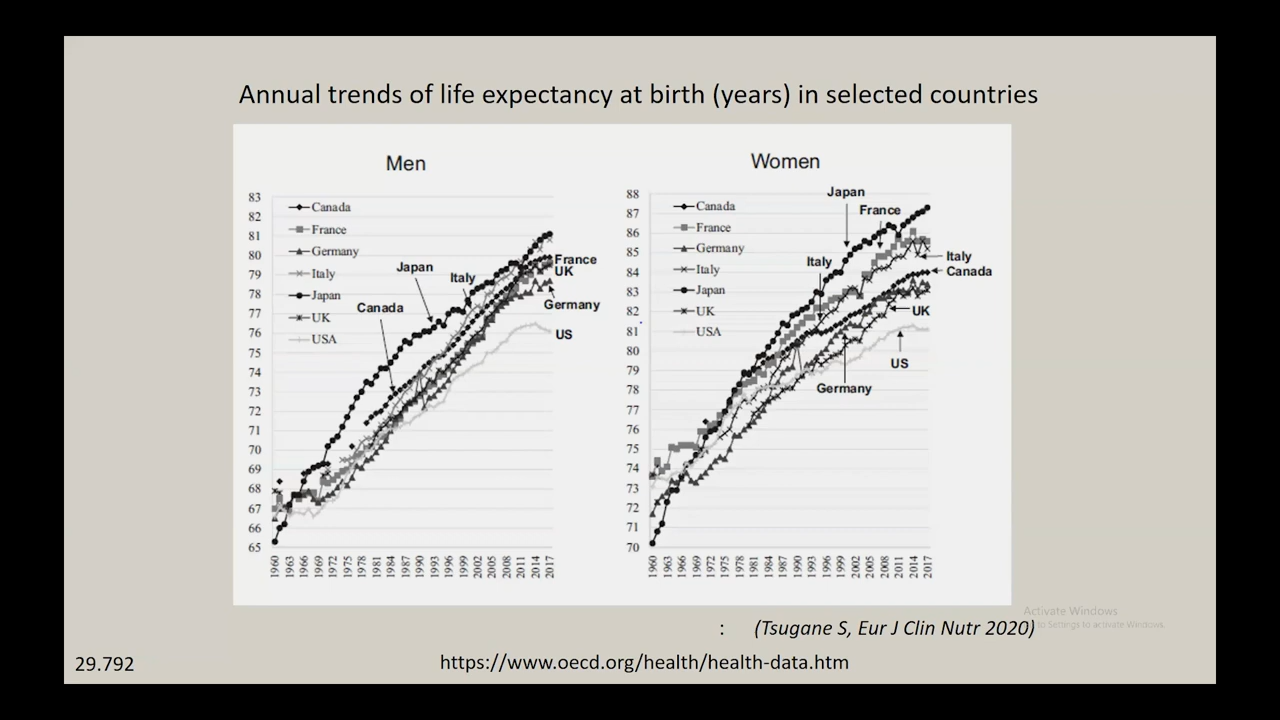 Annual trends of life expectancy at birth (years) in selected countries
Men
83
82
81
80
79
78
77
76
75
74
73
72
71
70
69
68
67
66
65
Canada
France
Germany
Italy
Japan
UK
USA
Japan
Italy
Canada
France
UK
Germany
US
1960 1963 1966 1969 1972 1975 1978 1981 1984 1987 1990 1993 1996 1999 2002 2005 2008 2011 2014 2017
Women
88
87
86
85
84
83
82
81
80
79
78
77
76
75
74
73
72
71
70
Canada
France
Germany
Italy
Japan
UK
USA
Japan
France
Italy
Italy
Canada
UK
US
Germany
1960 1963 1966 1969 1972 1975 1978 1981 1984 1987 1990 1993 1996 1999 2002 2005 2008 2011 2014 2017
Activate Windows
to Settings to activate Windows.
: (Tsugane S, Eur J Clin Nutr 2020)
29.792
https://www.oecd.org/health/health-data.htm